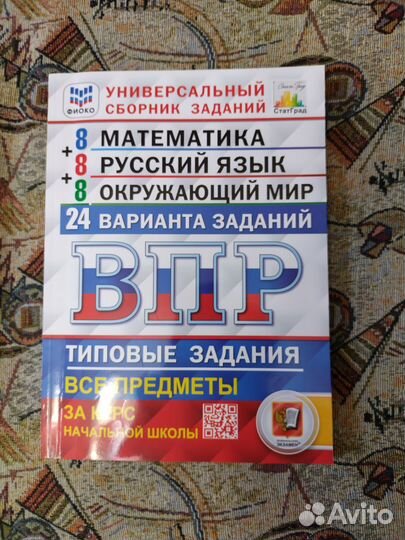 ФИОКО
УНИВЕРСАЛЬНЫЙ
СБОРНИК ЗАДАНИЙ
СтатГрад
8 МАТЕМАТИКА
+ 8 РУССКИЙ ЯЗЫК
+ 8 ОКРУЖАЮЩИЙ МИР
24 ВАРИАНТА ЗАДАНИЙ
ВПР
ТИПОВЫЕ ЗАДАНИЯ
ВСЕ ПРЕДМЕТЫ
ЗА КУРС
НАЧАЛЬНОЙ ШКОЛЫ
ЭКЗАМЕН
Avito